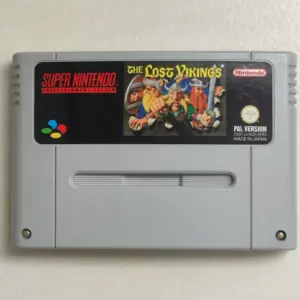 SUPER NINTENDO
ENTERTAINMENT SYSTEM
THE LOST VIKINGS
Nintendo
PAL VERSION
MADE IN JAPAN